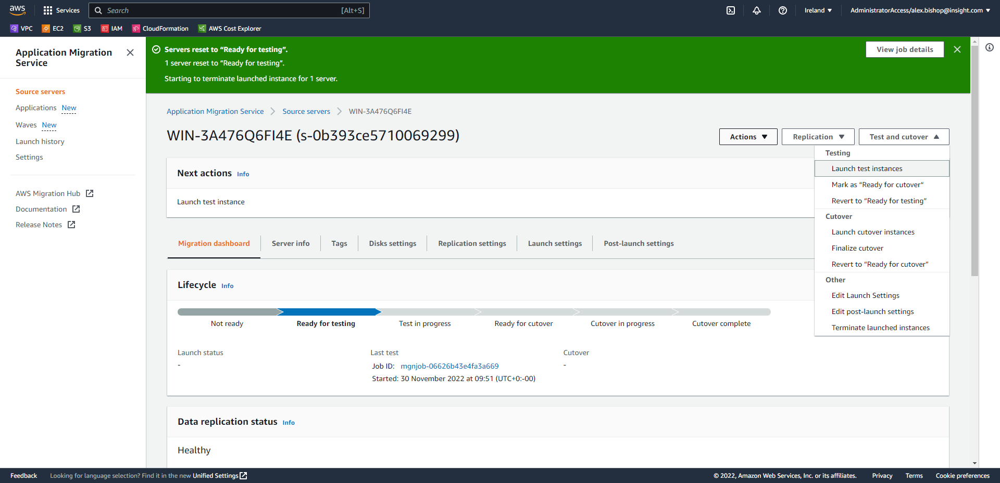 aws
Services
Search
[Alt+S]
Ireland ▼
AdministratorAccess/alex.bishop@insight.com ▼
VPC
EC2
S3
IAM
CloudFormation
AWS Cost Explorer
Application Migration
Service
Source servers
Applications New
Waves New
Launch history
Settings
AWS Migration Hub
Documentation
Release Notes
Servers reset to “Ready for testing”.
1 server reset to “Ready for testing”.
Starting to terminate launched instance for 1 server.
View job details
Application Migration Service
Source servers
WIN-3A476Q6FI4E
WIN-3A476Q6FI4E (s-0b393ce5710069299)
Actions ▼
Replication ▼
Test and cutover ▲
Testing
Launch test instances
Mark as “Ready for cutover“
Revert to “Ready for testing”
Cutover
Launch cutover instances
Finalize cutover
Revert to “Ready for cutover”
Other
Edit Launch Settings
Edit post-launch settings
Terminate launched instances
Next actions Info
Launch test instance
Migration dashboard
Server info
Tags
Disks settings
Replication settings
Launch settings
Post-launch settings
Lifecycle Info
Not ready
Ready for testing
Test in progress
Ready for cutover
Cutover in progress
Cutover complete
Launch status
-
Last test
Job ID: mgnjob-06626b43e4fa3a669
Started: 30 November 2022 at 09:51 (UTC+0:-00)
Cutover
-
Data replication status Info
Healthy
Feedback
Looking for language selection? Find it in the new Unified Settings
© 2022, Amazon Web Services, Inc. or its affiliates.
Privacy
Terms
Cookie preferences